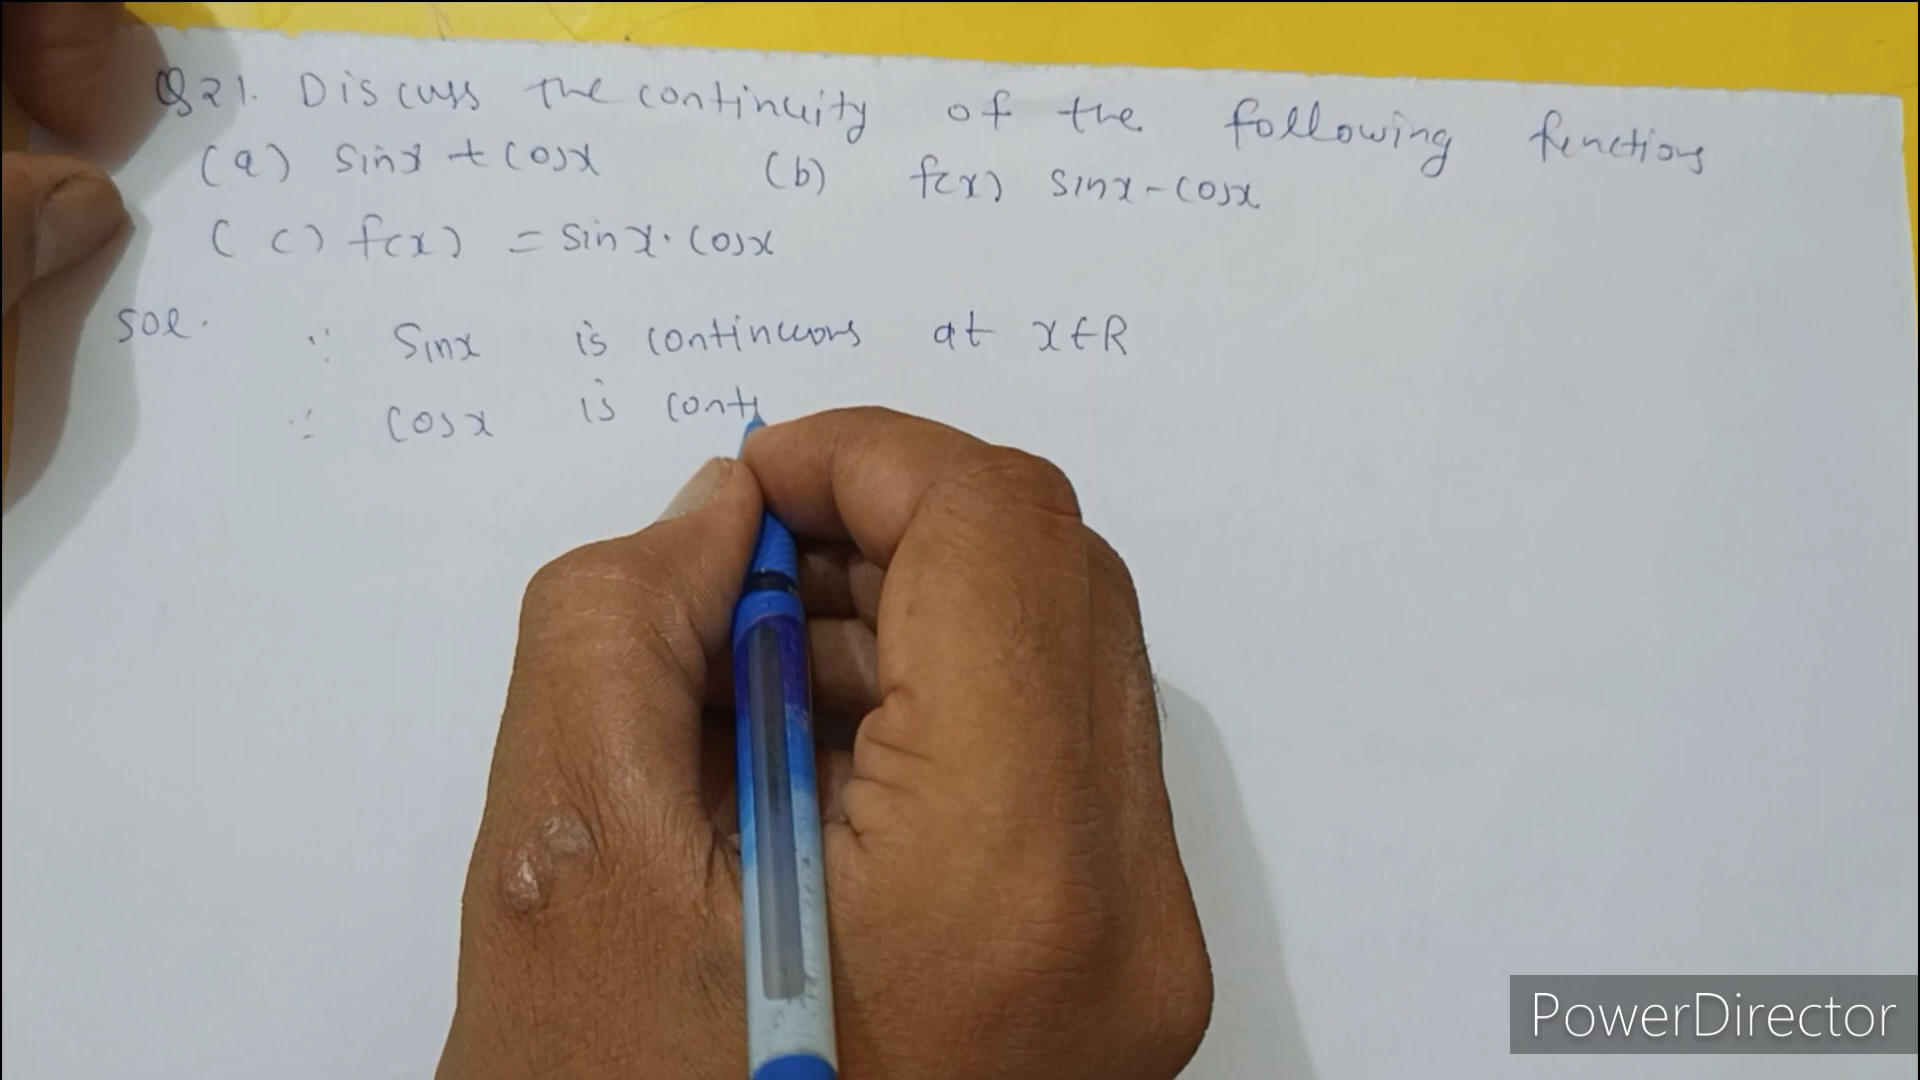 Q21. Discuss the continuity of the following functions
(a) sinx + cosx (b) f(x) sinx-cosx
(c) f(x) = sinx.cosx
Sol. ∵ Sinx is continuous at x∈R
∵ cosx is conti
PowerDirector